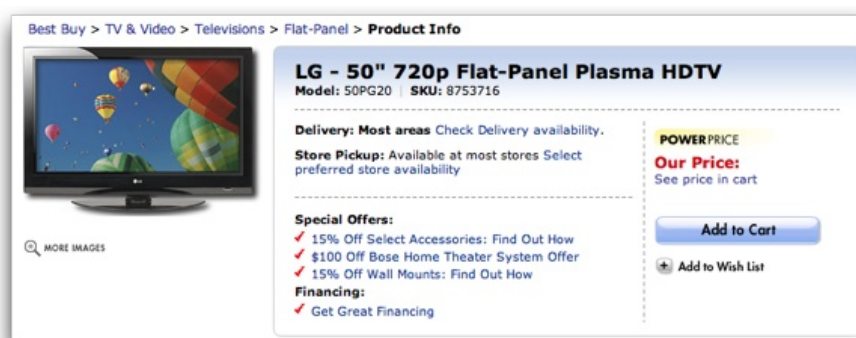 Best Buy > TV & Video > Televisions > Flat-Panel > Product Info
LG - 50" 720p Flat-Panel Plasma HDTV
Model: 50PG20 | SKU: 8753716
Delivery: Most areas Check Delivery availability.
Store Pickup: Available at most stores Select
preferred store availability
Special Offers:
15% Off Select Accessories: Find Out How
$100 Off Bose Home Theater System Offer
15% Off Wall Mounts: Find Out How
Financing:
Get Great Financing
POWERPRICE
Our Price:
See price in cart
Add to Cart
Add to Wish List
LG
MORE IMAGES